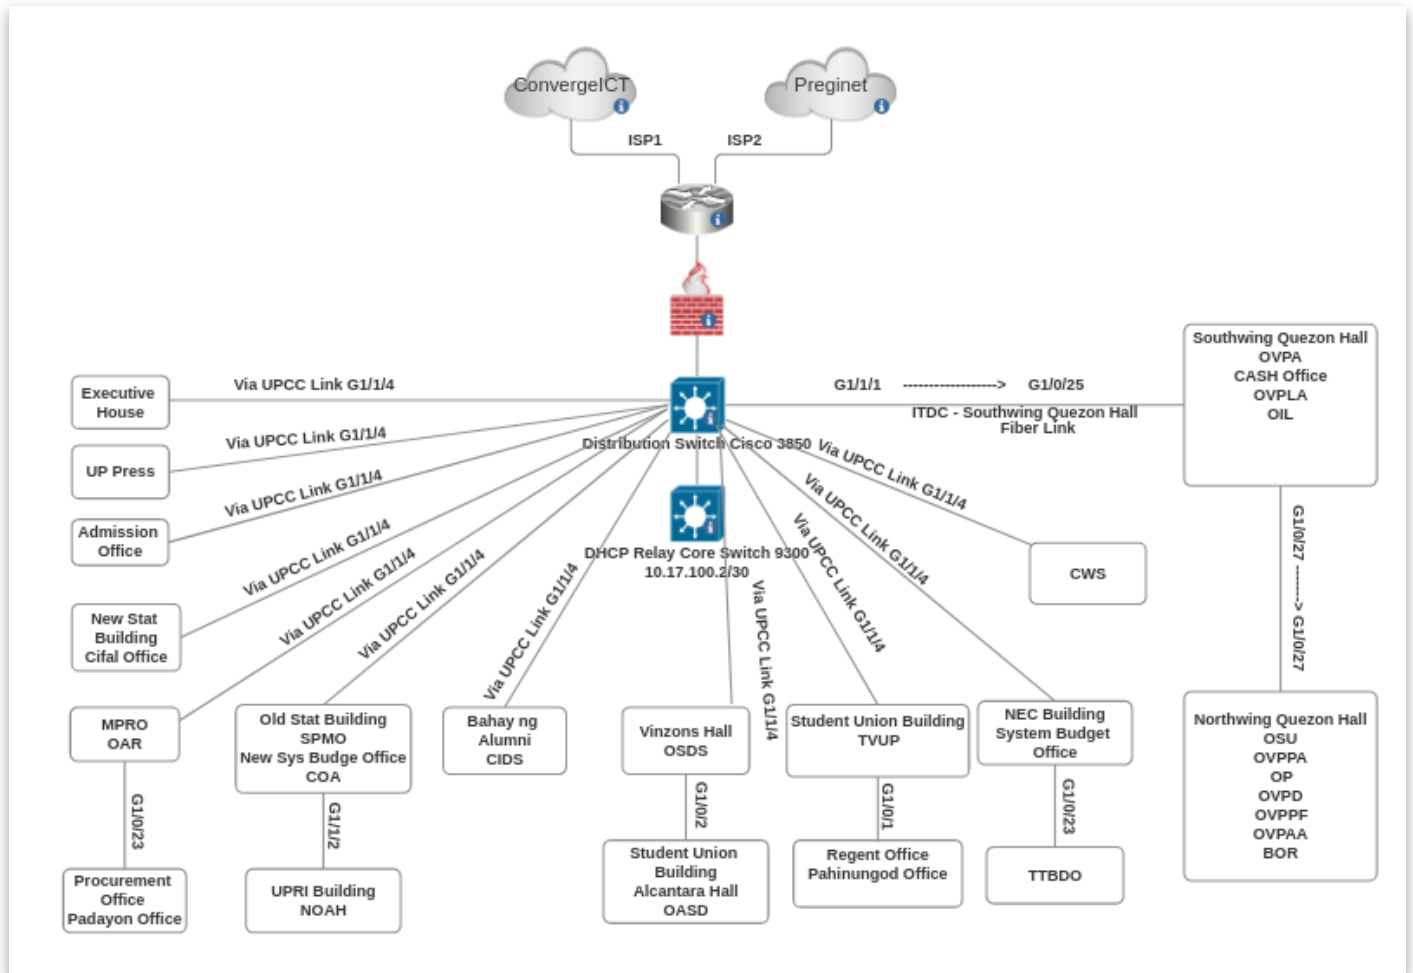 ConvergeICT
Preginet
ISP1
ISP2
Executive
House
Via UPCC Link G1/1/4
G1/1/1 ------------------> G1/0/25
ITDC - Southwing Quezon Hall
Fiber Link
Southwing Quezon Hall
OVPA
CASH Office
OVPLA
OIL
Distribution Switch Cisco 3850
UP Press
Via UPCC Link G1/1/4
Admission
Office
Via UPCC Link G1/1/4
Via UPCC Link G1/1/4
CWS
DHCP Relay Core Switch 9300
10.17.100.2/30
New Stat
Building
Cifal Office
Via UPCC Link G1/1/4
Via UPCC Link G1/1/4
Via UPCC Link G1/1/4
Via UPCC Link G1/1/4
Via UPCC Link G1/1/4
Via UPCC Link G1/1/4
Via UPCC Link G1/1/4
G1/0/27 ------> G1/0/27
MPRO
OAR
Old Stat Building
SPMO
New Sys Budge Office
COA
Bahay ng
Alumni
CIDS
Vinzons Hall
OSDS
Student Union Building
TVUP
NEC Building
System Budget
Office
Northwing Quezon Hall
OSU
OVPPA
OP
OVPD
OVPPF
OVPAA
BOR
G1/0/23
G1/1/2
G1/0/2
G1/0/1
G1/0/23
Procurement
Office
Padayon Office
UPRI Building
NOAH
Student Union
Building
Alcantara Hall
OASD
Regent Office
Pahinungod Office
TTBDO